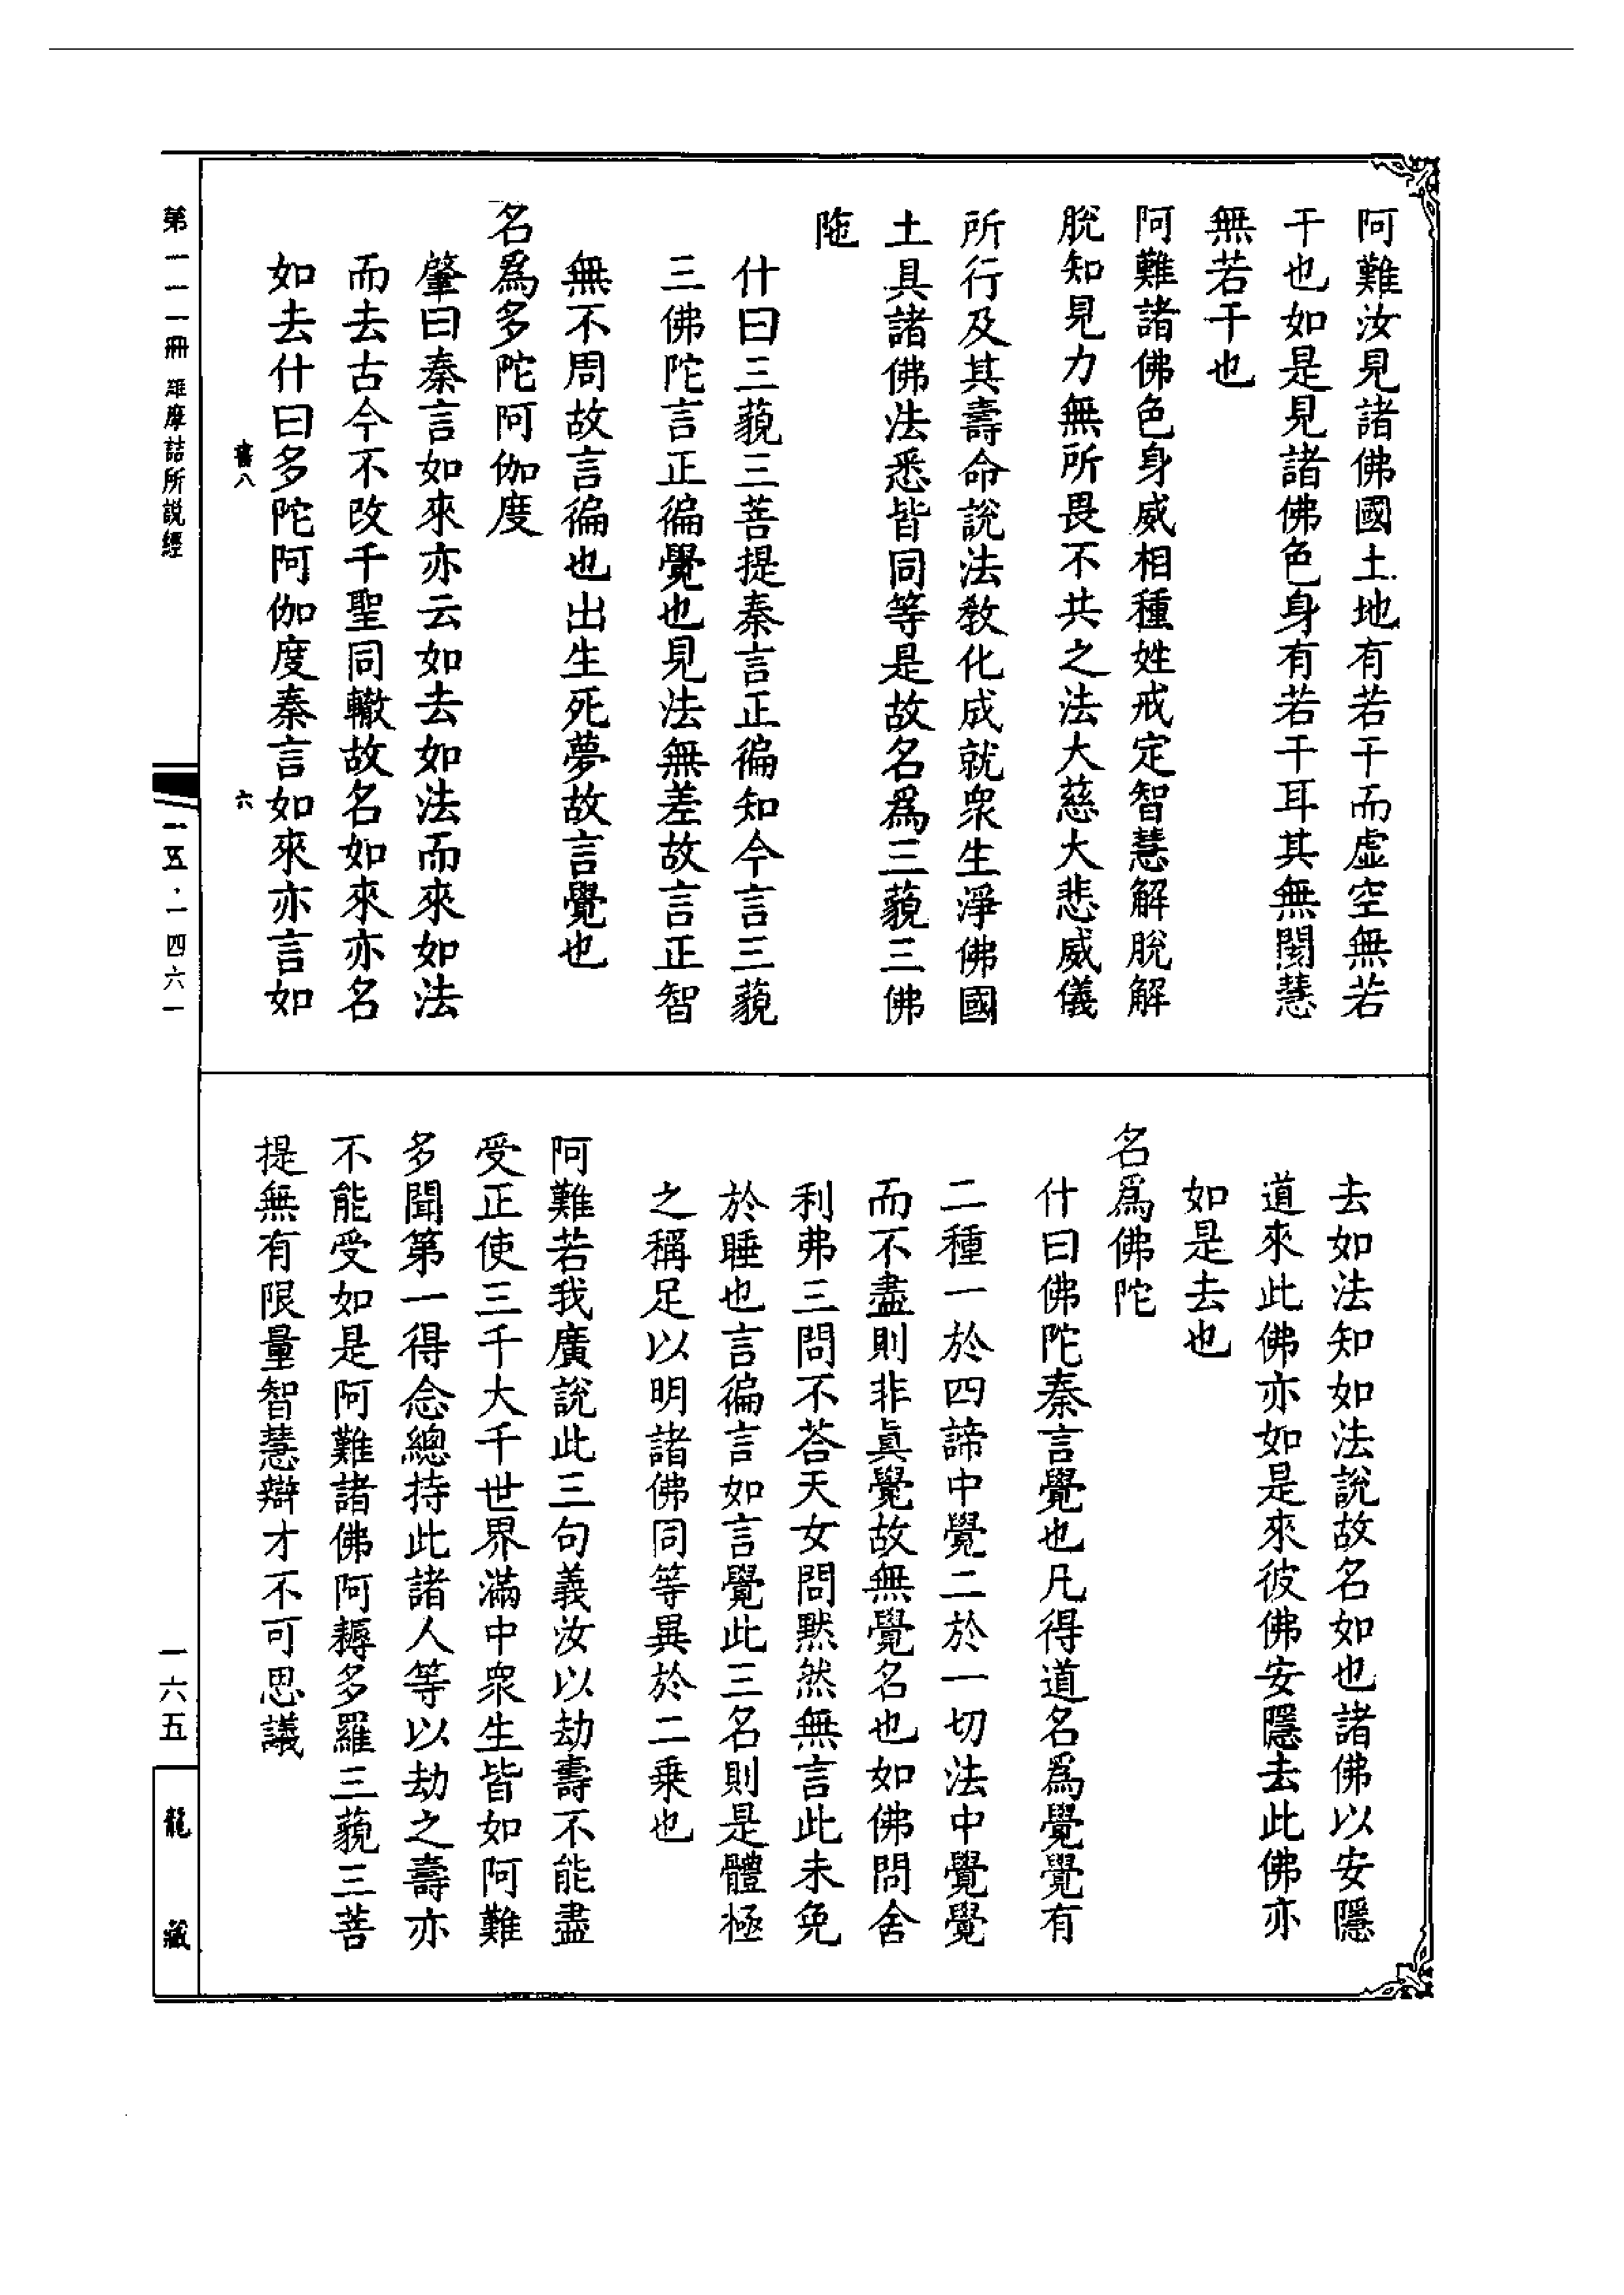 阿難汝見諸佛國土地有若干而虛空無若
干也如是見諸佛色身有若干耳其無閡慧
無若干也
阿難諸佛色身威相種姓戒定智慧解脫解
脫知見力無所畏不共之法大慈大悲威儀
所行及其壽命說法教化成就衆生淨佛國
土具諸佛法悉皆同等是故名爲三藐三佛
陁
什曰三藐三菩提秦言正徧知今言三藐
三佛陀言正徧覺也見法無差故言正智
無不周故言徧也出生死夢故言覺也
名爲多陀阿伽度
肇曰秦言如來亦云如去如法而來如法
而去古今不改千聖同轍故名如來亦名
如去什曰多陀阿伽度秦言如來亦言如
去如法知如法說故名如也諸佛以安隱
道來此佛亦如是來彼佛安隱去此佛亦
如是去也
名爲佛陀
什曰佛陀秦言覺也凡得道名爲覺覺有
二種一於四諦中覺二於一切法中覺覺
而不盡則非眞覺故無覺名也如佛問舍
利弗三問不荅天女問黙然無言此未免
於睡也言徧言如言覺此三名則是體極
之稱足以明諸佛同等異於二乗也
阿難若我廣說此三句義汝以劫壽不能盡
受正使三千大千世界滿中衆生皆如阿難
多聞第一得念總持此諸人等以劫之壽亦
不能受如是阿難諸佛阿耨多羅三藐三菩
提無有限量智慧辯才不可思議
第一一一冊 維摩詰所説經
八
六
一五·一四六一
一六五
龍藏